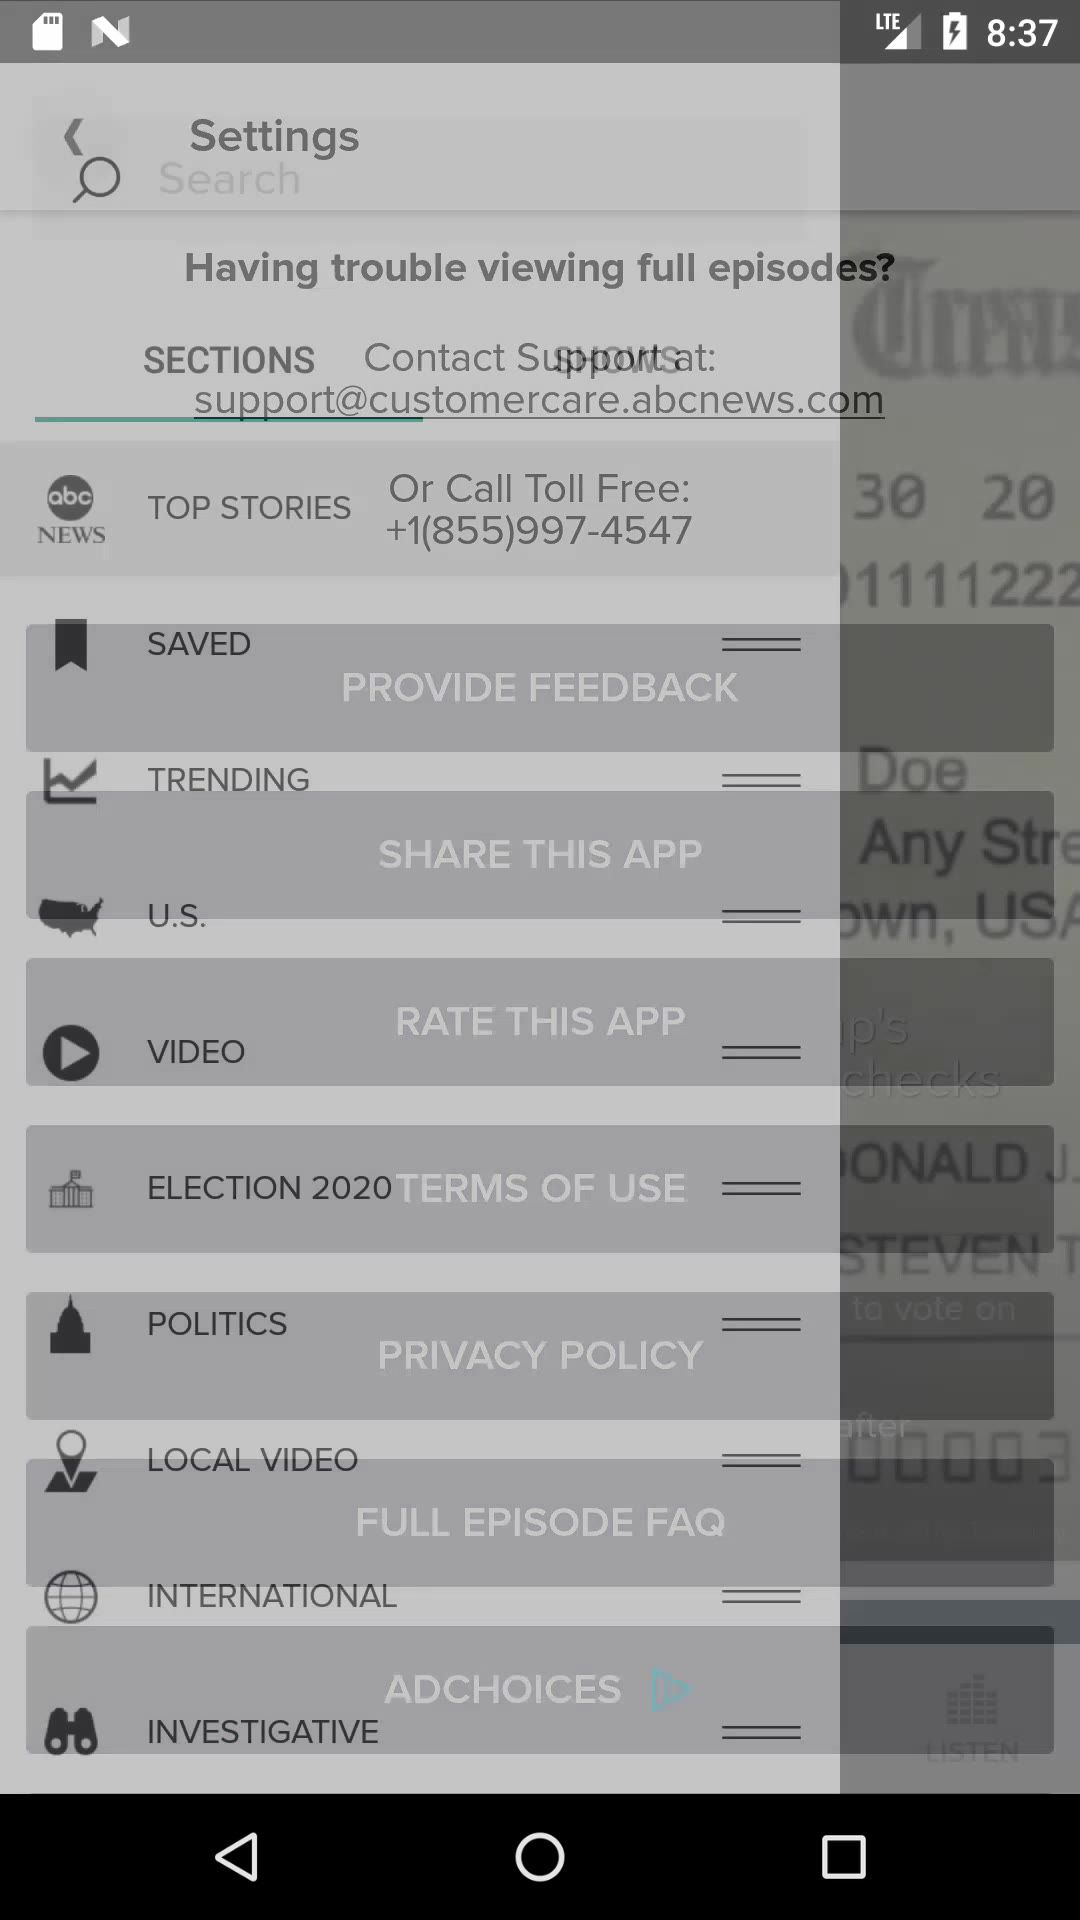 LTE 8:37
Settings
Search
Having trouble viewing full episodes?
SECTIONS
SHOWS
Contact Support at:
support@customercare.abcnews.com
abc
NEWS
TOP STORIES
Or Call Toll Free:
+1(855)997-4547
30 20
01111222
SAVED
PROVIDE FEEDBACK
TRENDING
Doe
SHARE THIS APP
Any Stre
U.S.
own, USA
RATE THIS APP
VIDEO
checks
ELECTION 2020
TERMS OF USE
DONALD J.
STEVEN T
to vote on
POLITICS
PRIVACY POLICY
after
LOCAL VIDEO
00003
FULL EPISODE FAQ
INTERNATIONAL
ADCHOICES
INVESTIGATIVE
LISTEN